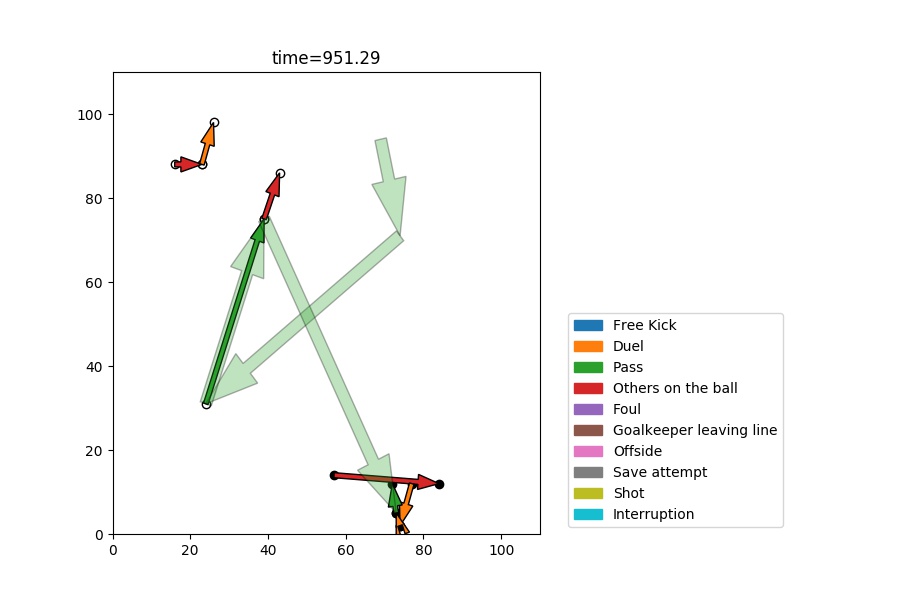 time=951.29
100
80
60
40
20
0
0 20 40 60 80 100
Free Kick
Duel
Pass
Others on the ball
Foul
Goalkeeper leaving line
Offside
Save attempt
Shot
Interruption